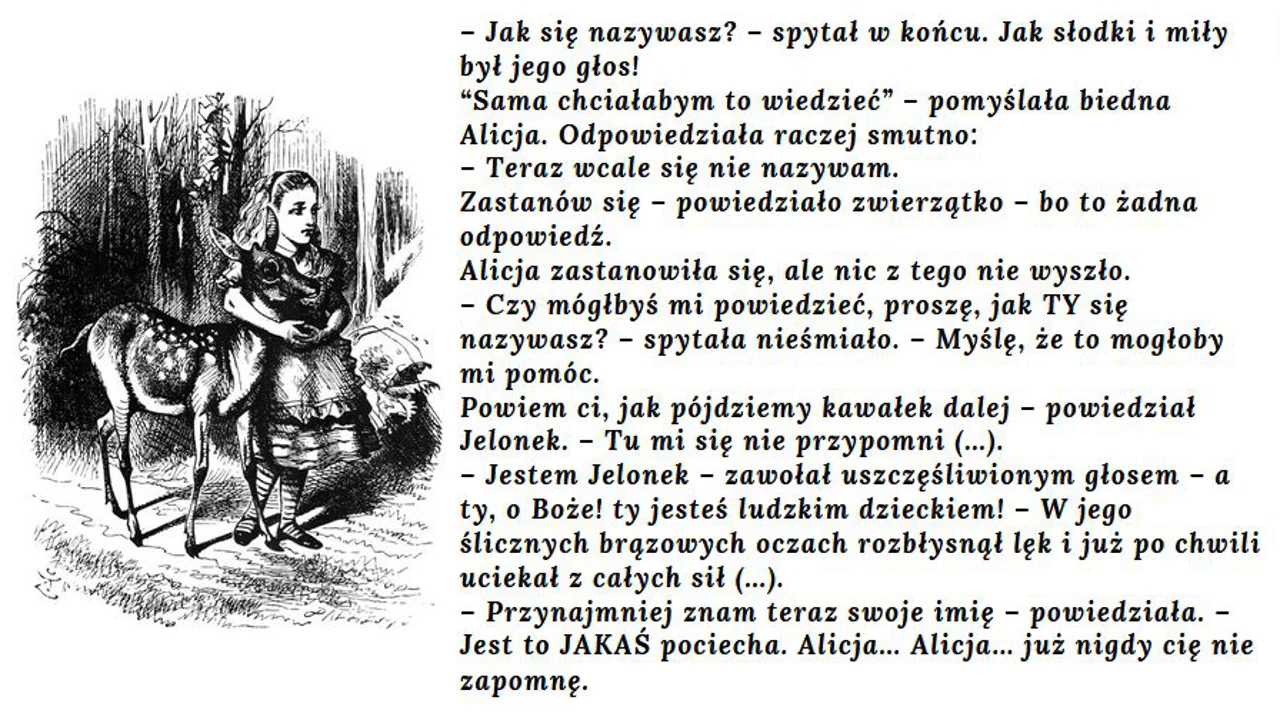 – Jak się nazywasz? – spytał w końcu. Jak słodki i miły
był jego głos!
“Sama chciałabym to wiedzieć” – pomyślała biedna
Alicja. Odpowiedziała raczej smutno:
– Teraz wcale się nie nazywam.
Zastanów się – powiedziało zwierzątko – bo to żadna
odpowiedź.
Alicja zastanowiła się, ale nic z tego nie wyszło.
– Czy mógłbyś mi powiedzieć, proszę, jak TY się
nazywasz? – spytała nieśmiało. – Myślę, że to mogłoby
mi pomóc.
Powiem ci, jak pójdziemy kawałek dalej – powiedział
Jelonek. – Tu mi się nie przypomni (...).
– Jestem Jelonek – zawołał uszczęśliwionym głosem – a
ty, o Boże! ty jesteś ludzkim dzieckiem! – W jego
ślicznych brązowych oczach rozbłysnął lęk i już po chwili
uciekał z całych sił (...).
– Przynajmniej znam teraz swoje imię – powiedziała. –
Jest to JAKAŚ pociecha. Alicja... Alicja... już nigdy cię nie
zapomnę.